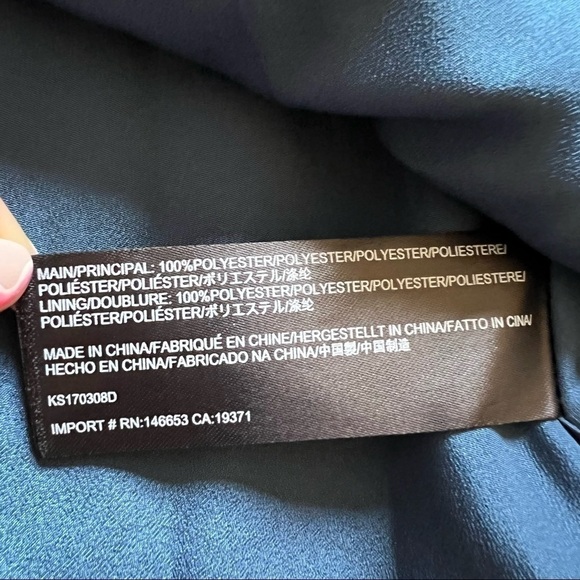 MAIN/PRINCIPAL: 100%POLYESTER/POLYESTER/POLYESTER/POLIESTERE/
POLIÉSTER/POLIÉSTER/ポリエステル/涤纶
LINING/DOUBLURE: 100%POLYESTER/POLYESTER/POLYESTER/POLIESTERE/
POLIÉSTER/POLIÉSTER/ポリエステル/涤纶
MADE IN CHINA/FABRIQUÉ EN CHINE/HERGESTELLT IN CHINA/FATTO IN CINA/
HECHO EN CHINA/FABRICADO NA CHINA/中国製/中国制造
KS170308D
IMPORT # RN:146653 CA:19371